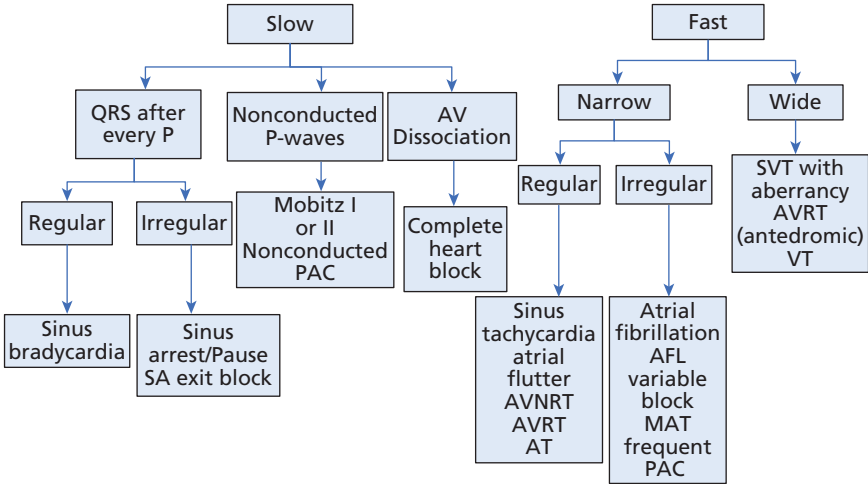 Slow
QRS after
every P
Nonconducted
P-waves
AV
Dissociation
Regular
Irregular
Mobitz I
or II
Nonconducted
PAC
Complete
heart
block
Sinus
bradycardia
Sinus
arrest/Pause
SA exit block
Fast
Narrow
Wide
Regular
Irregular
SVT with
aberrancy
AVRT
(antedromic)
VT
Sinus
tachycardia
atrial
flutter
AVNRT
AVRT
AT
Atrial
fibrillation
AFL
variable
block
MAT
frequent
PAC